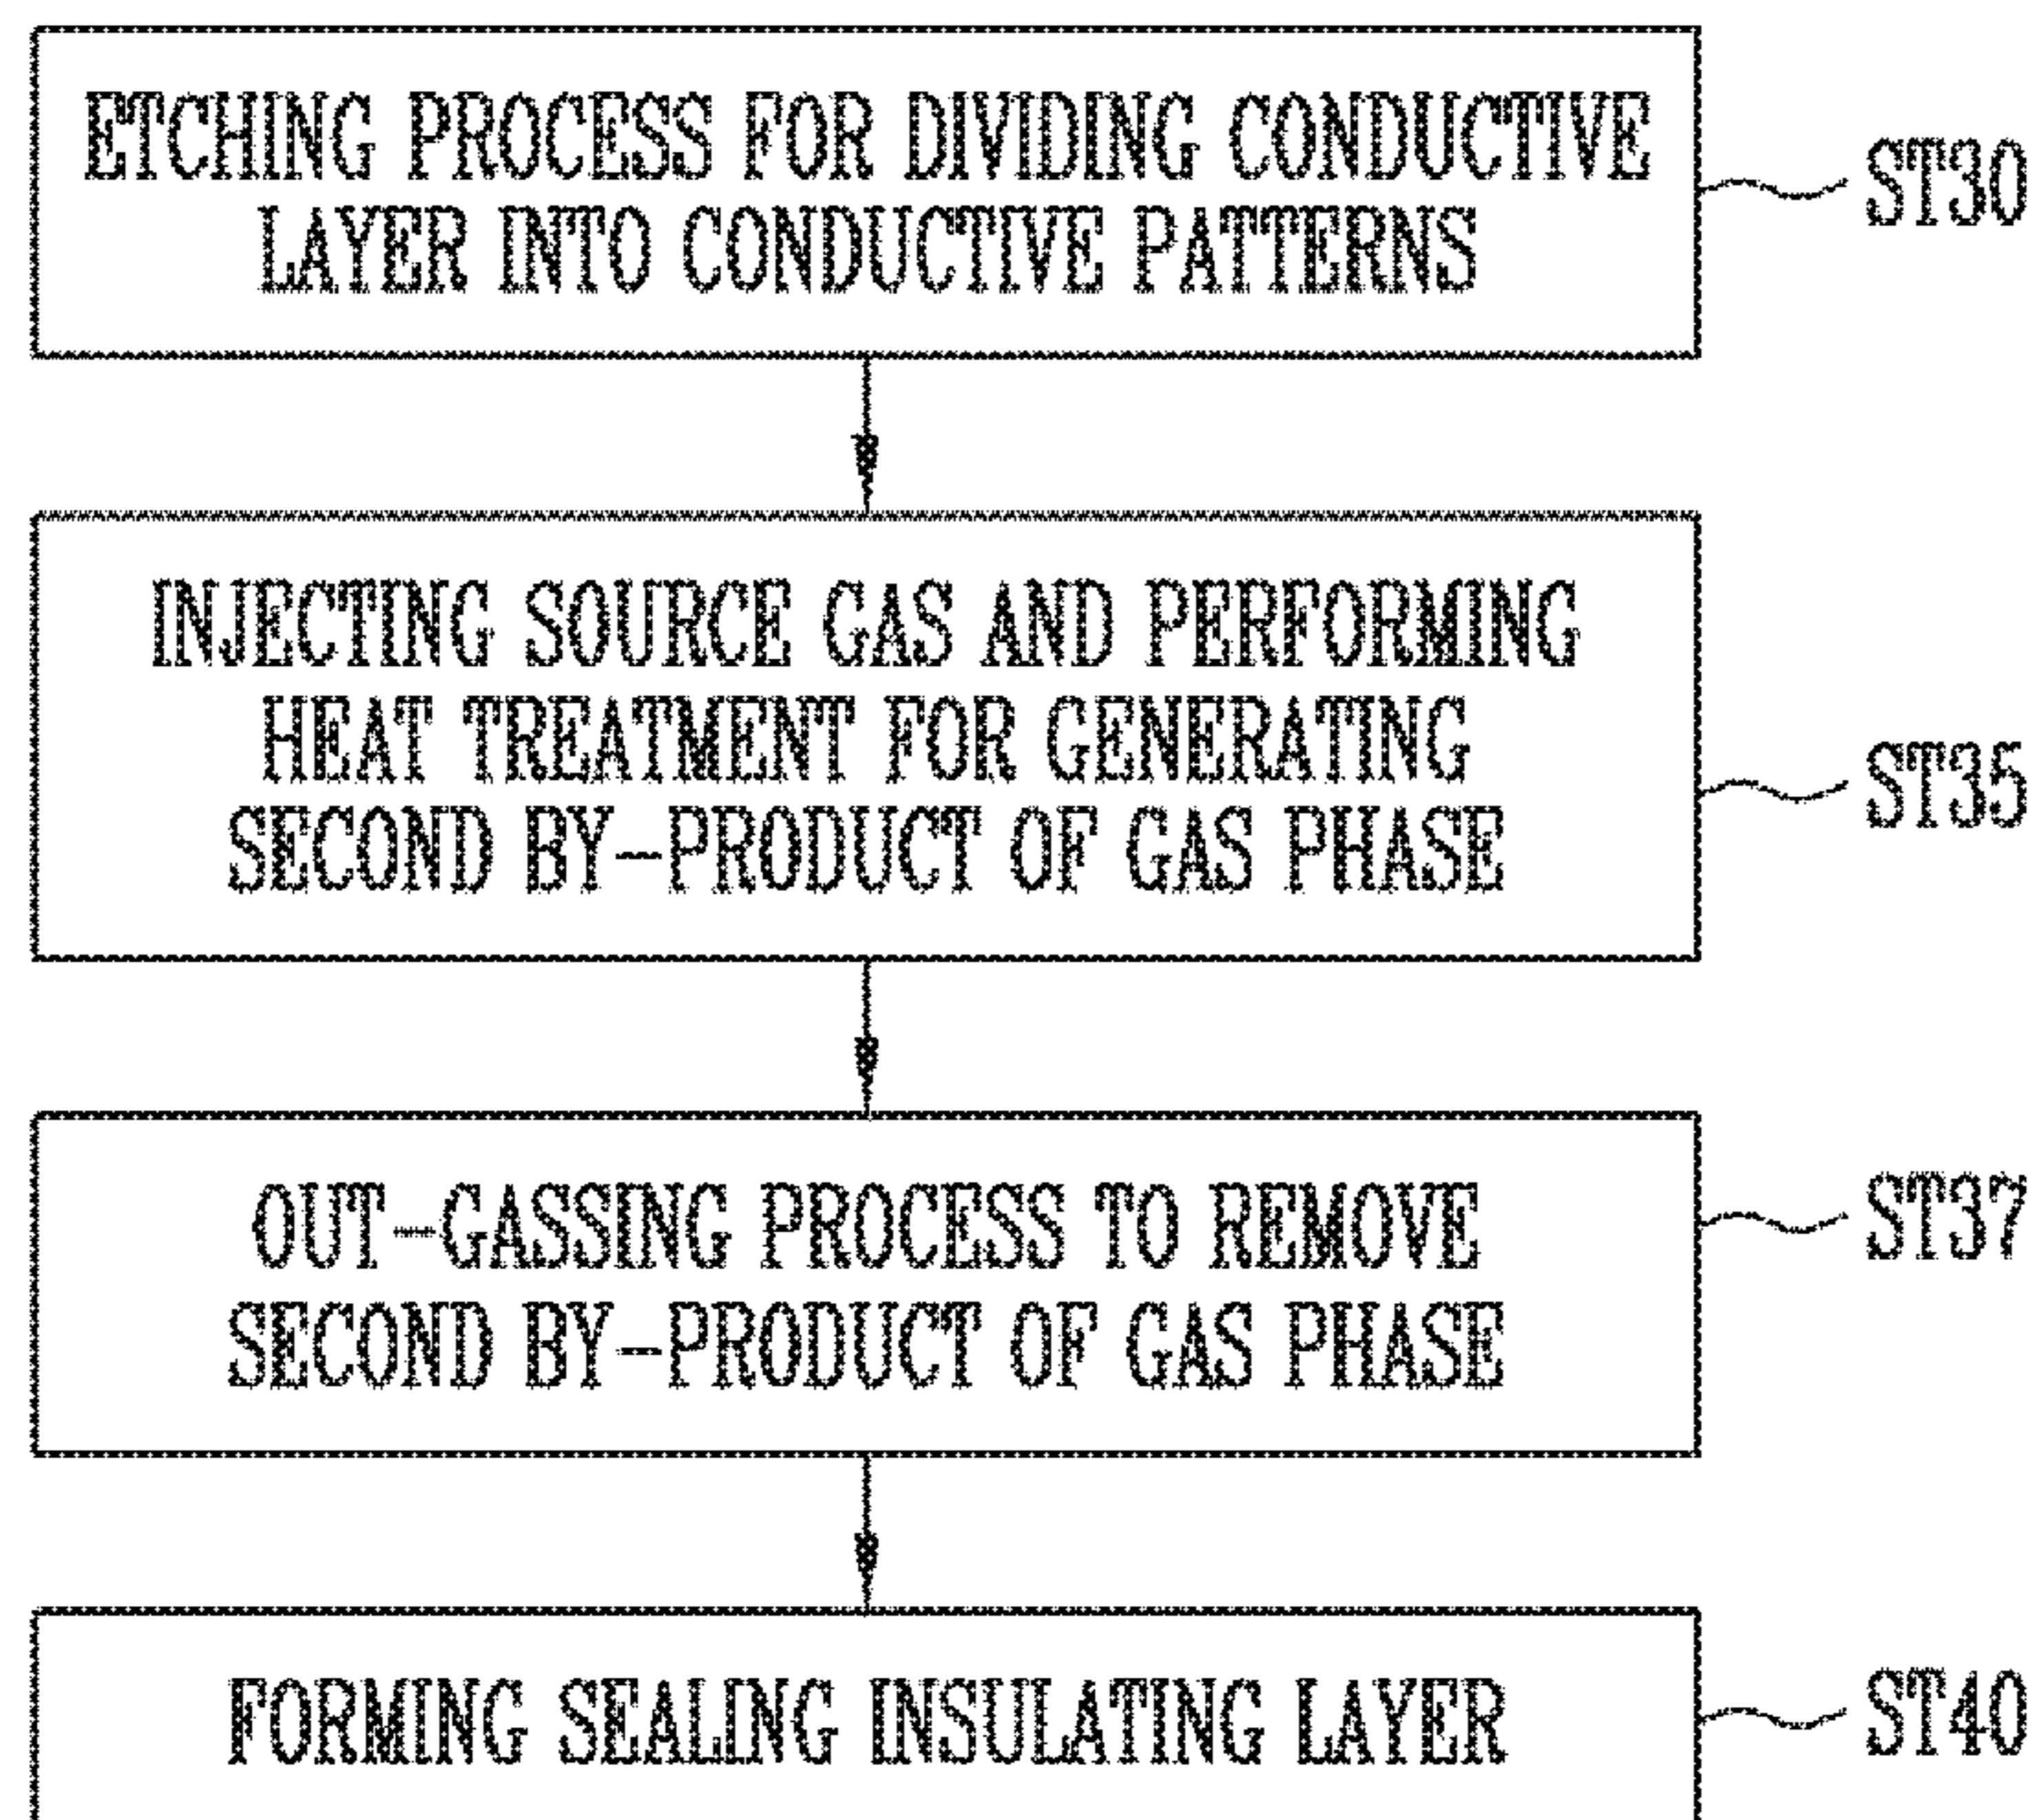 ETCHING PROCESS FOR DIVIDING CONDUCTIVE
LAYER INTO CONDUCTIVE PATTERNS
ST30
INJECTING SOURCE GAS AND PERFORMING
HEAT TREATMENT FOR GENERATING
SECOND BY-PRODUCT OF GAS PHASE
ST35
OUT-GASSING PROCESS TO REMOVE
SECOND BY-PRODUCT OF GAS PHASE
ST37
FORMING SEALING INSULATING LAYER
ST40